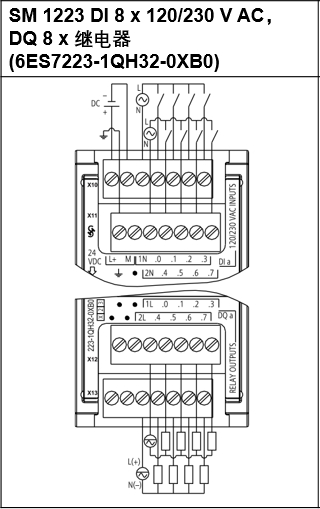 SM 1223 DI 8 x 120/230 V AC,
DQ 8 x 继电器
(6ES7223-1QH32-0XB0)
L
N
DC
L
N
X10
X11
24
VDC
L+ M 1N .0 .1 .2 .3
2N .4 .5 .6 .7
DI a
120/230 VAC INPUTS
223-1QH32-0XB0
1L .0 .1 .2 .3
2L .4 .5 .6 .7
DQ a
RELAY OUTPUTS
X12
X13
L(+)
N(−)